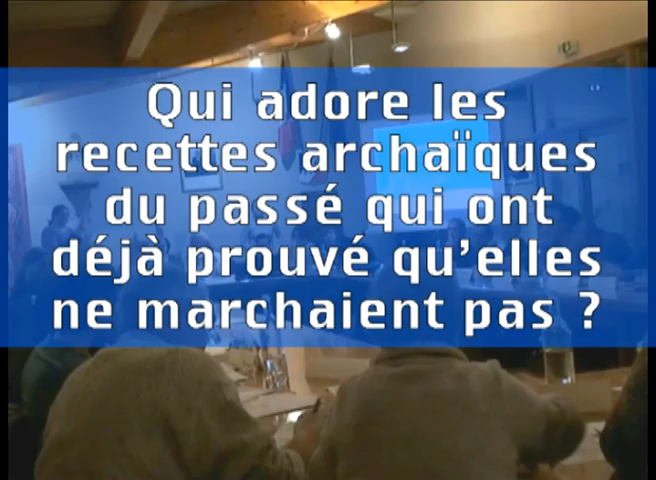 Qui adore les
recettes archaïques
du passé qui ont
déjà prouvé qu'elles
ne marchaient pas ?